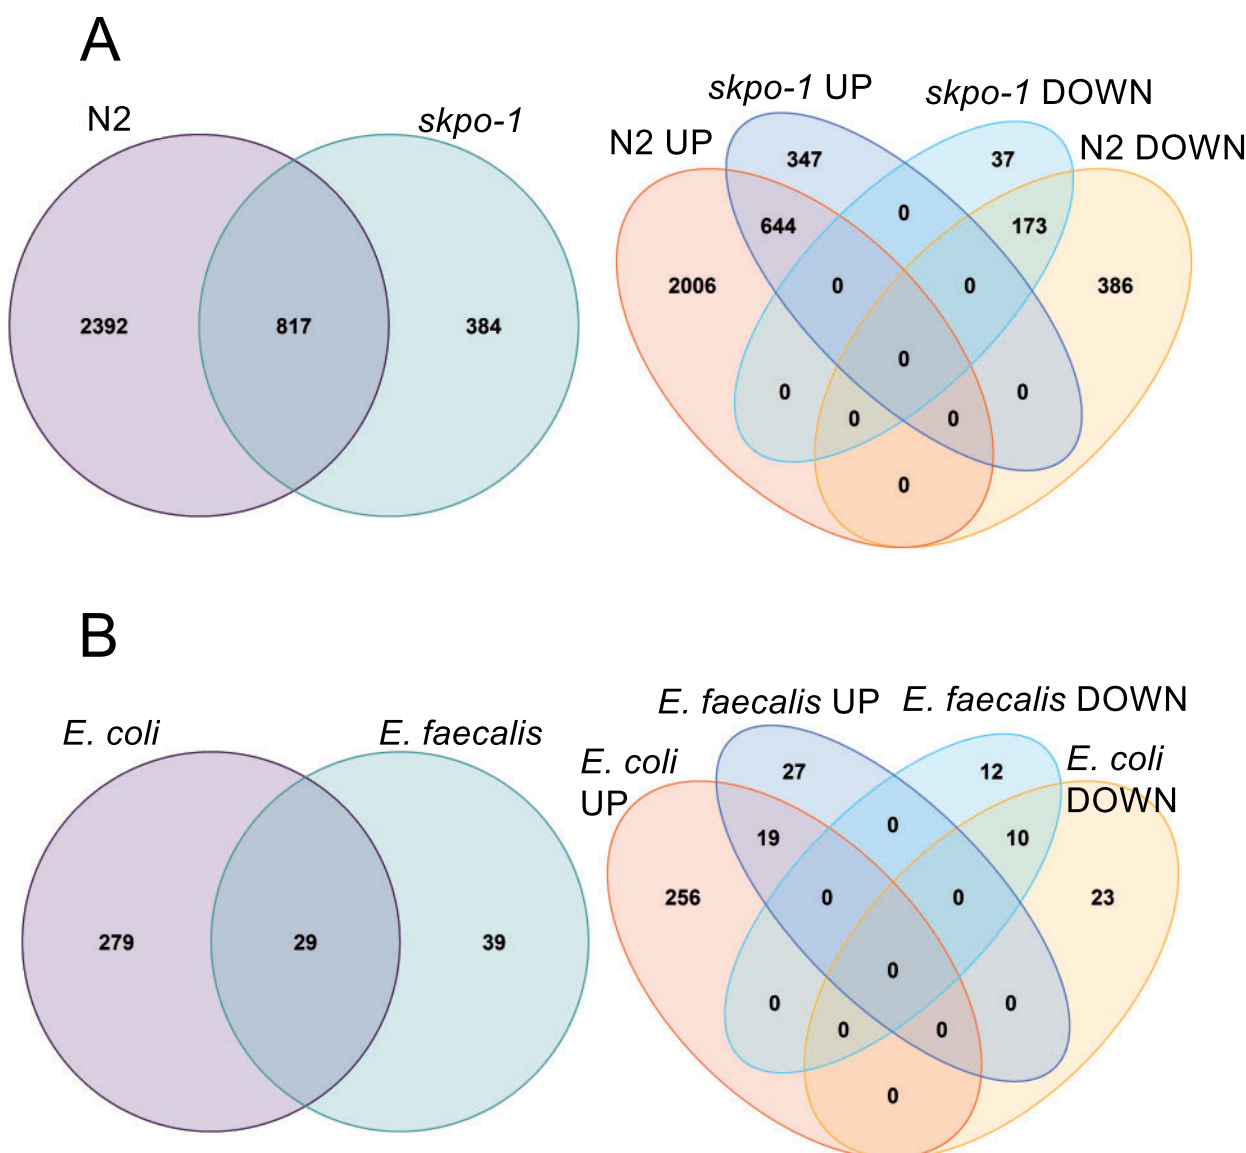 A
N2
skpo-1
2392
817
384
skpo-1 UP
skpo-1 DOWN
N2 UP
N2 DOWN
347
37
0
644
173
2006
0
0
386
0
0
0
0
0
0
B
E. coli
E. faecalis
279
29
39
E. faecalis UP
E. faecalis DOWN
E. coli
UP
E. coli
DOWN
27
12
0
19
10
256
0
0
23
0
0
0
0
0
0